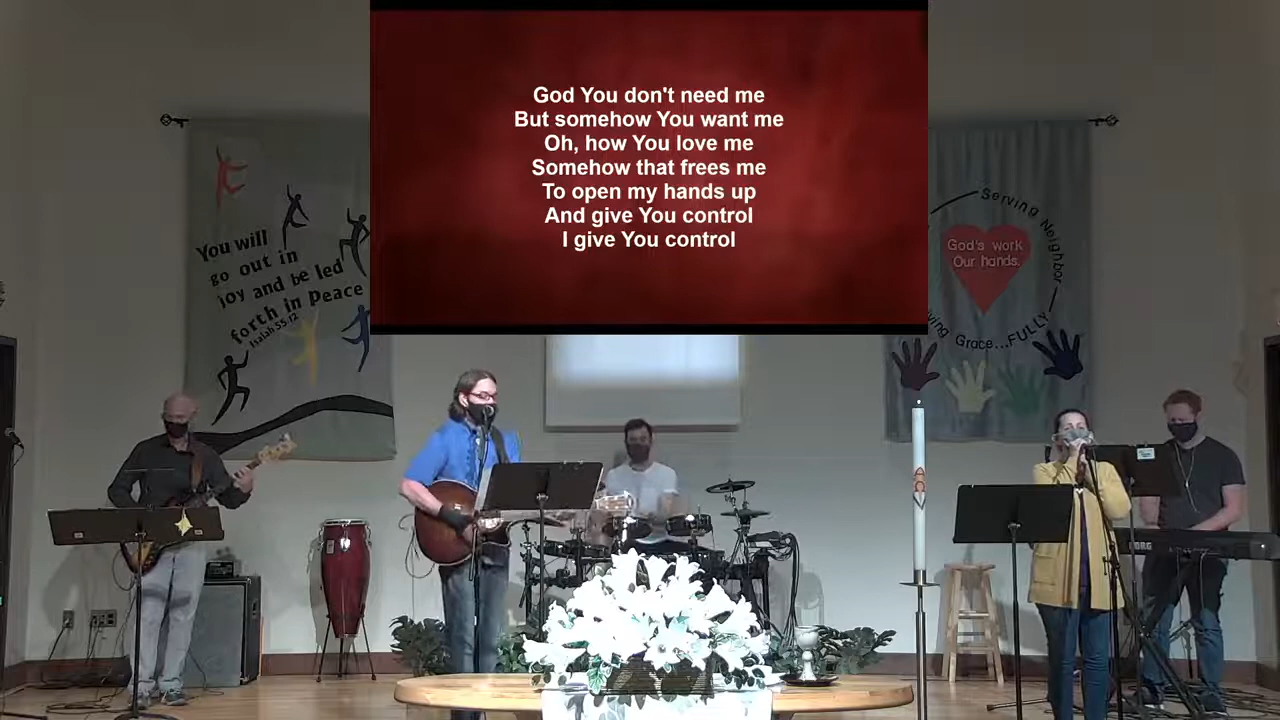 God You don't need me
But somehow You want me
Oh, how You love me
Somehow that frees me
To open my hands up
And give You control
I give You control
You will
go out in
joy and be led
forth in Peace
Isaiah 55:12
Serving Neighbor
God's work
Our hands.
Grace...FULLY
KORG